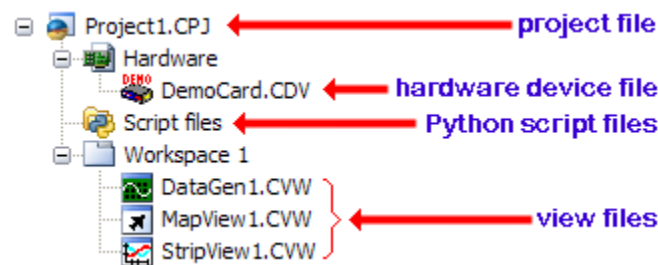 Project1.CPJ project file
Hardware
DEMO
DemoCard.CDV hardware device file
Script files Python script files
Workspace 1
DataGen1.CVW
MapView1.CVW view files
StripView1.CVW